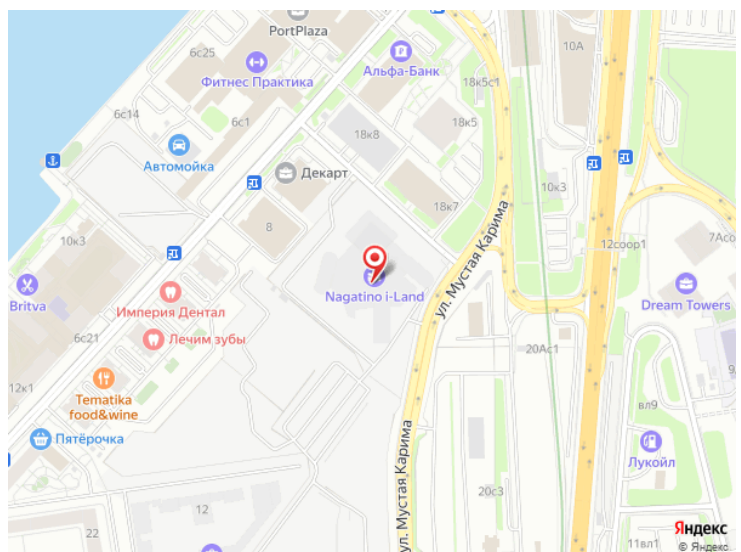 PortPlaza
6с25
Фитнес Практика
6с14
6с1
Альфа-Банк
18к5с1
10А
18к8
18к5
Автомойка
Декарт
10к3
18к7
ул. Мустая Карима
8
10к3
12соор1
7Асо
Britva
Nagatino i-Land
Империя Дентал
Dream Towers
6с21
Лечим зубы
20Ас1
9
12к1
Tematika
food&wine
вл9
Пятёрочка
ул. Мустая Карима
Лукойл
20с3
12
22
11вл1
Яндекс
© Яндекс